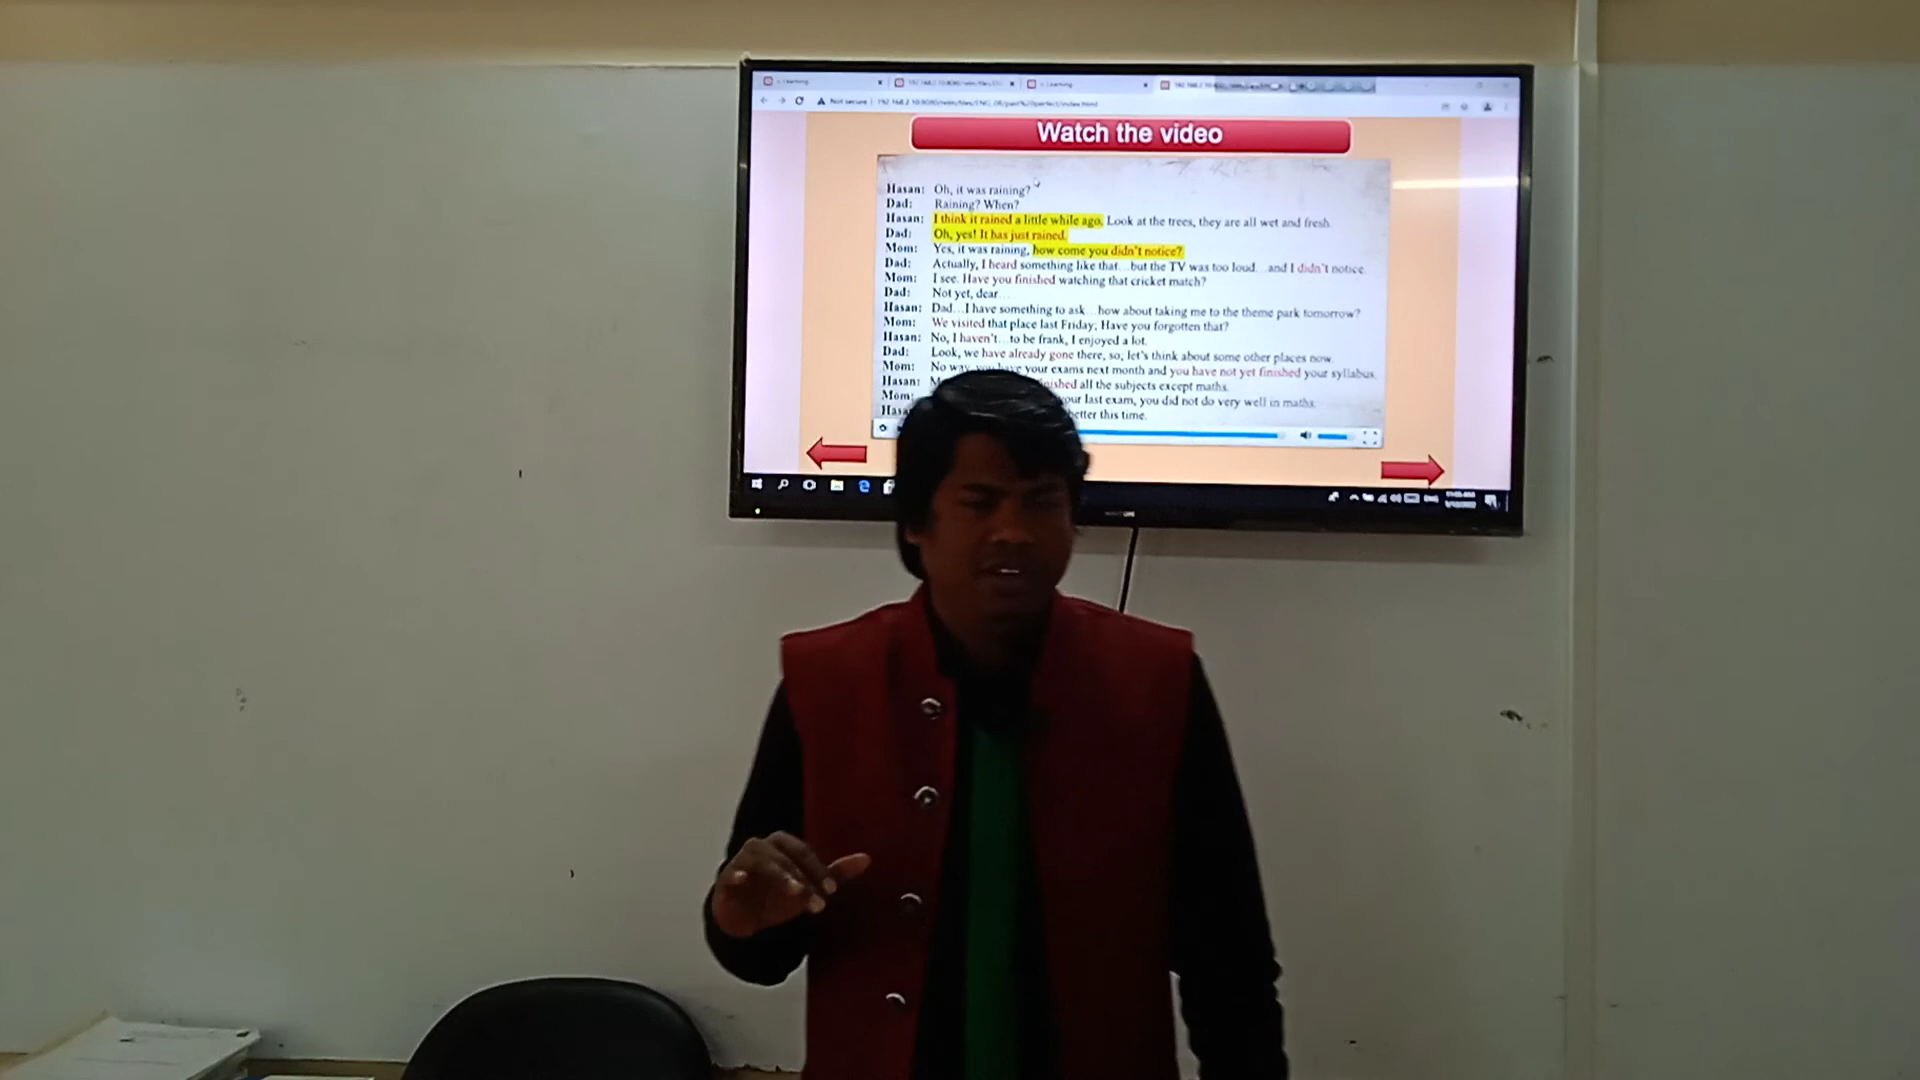 Not secure
Watch the video
Hasan: Oh, it was raining?
Dad: Raining? When?
Hasan: I think it rained a little while ago. Look at the trees, they are all wet and fresh.
Dad: Oh, yes! It has just rained.
Mom: Yes, it was raining, how come you didn't notice?
Dad: Actually, I heard something like that...but the TV was too loud...and I didn't notice.
Mom: I see. Have you finished watching that cricket match?
Dad: Not yet, dear...
Hasan: Dad...I have something to ask...how about taking me to the theme park tomorrow?
Mom: We visited that place last Friday; Have you forgotten that?
Hasan: No, I haven't...to be frank, I enjoyed a lot.
Dad: Look, we have already gone there, so, let's think about some other places now.
Mom: No way, you have your exams next month and you have not yet finished your syllabus.
Hasan: all the subjects except maths.
Mom: your last exam, you did not do very well in maths.
better this time.